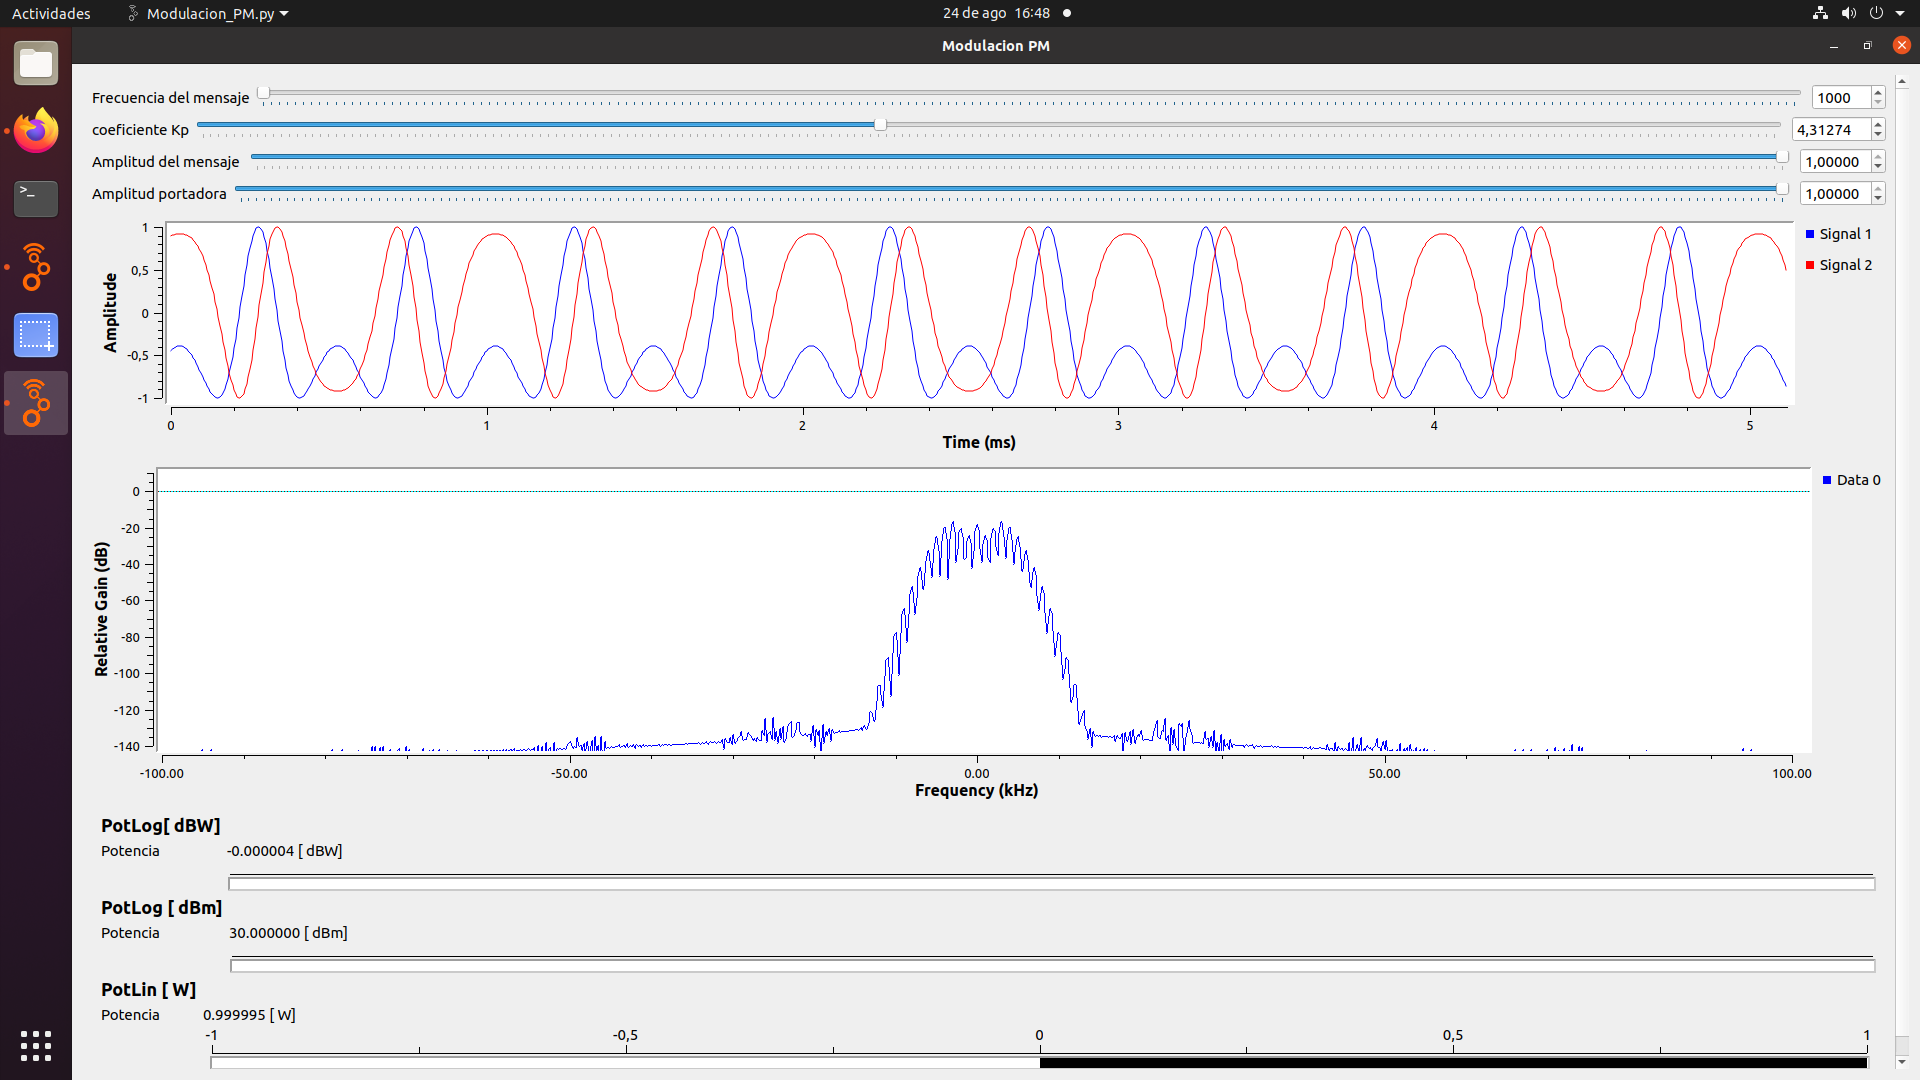 Actividades Modulacion_PM.py 24 de ago 16:48
Modulacion PM
Frecuencia del mensaje 1000
coeficiente Kp 4,31274
Amplitud del mensaje 1,00000
Amplitud portadora 1,00000
Signal 1
Signal 2
Amplitude
1
0,5
0
-0,5
-1
0 1 2 3 4 5
Time (ms)
Data 0
Relative Gain (dB)
0
-20
-40
-60
-80
-100
-120
-140
-100.00 -50.00 0.00 50.00 100.00
Frequency (kHz)
PotLog[ dBW]
Potencia -0.000004 [ dBW]
PotLog [ dBm]
Potencia 30.000000 [ dBm]
PotLin [ W]
Potencia 0.999995 [ W]
-1 -0,5 0 0,5 1